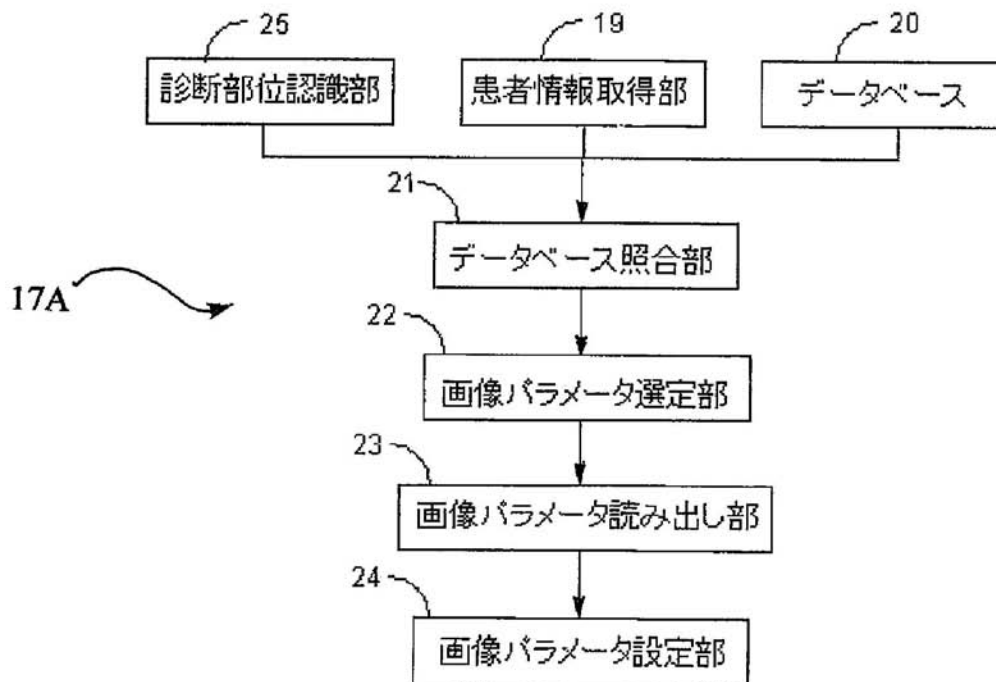 25
19
20
診断部位認識部
患者情報取得部
データベース
21
データベース照合部
17A
22
画像パラメータ選定部
23
画像パラメータ読み出し部
24
画像パラメータ設定部